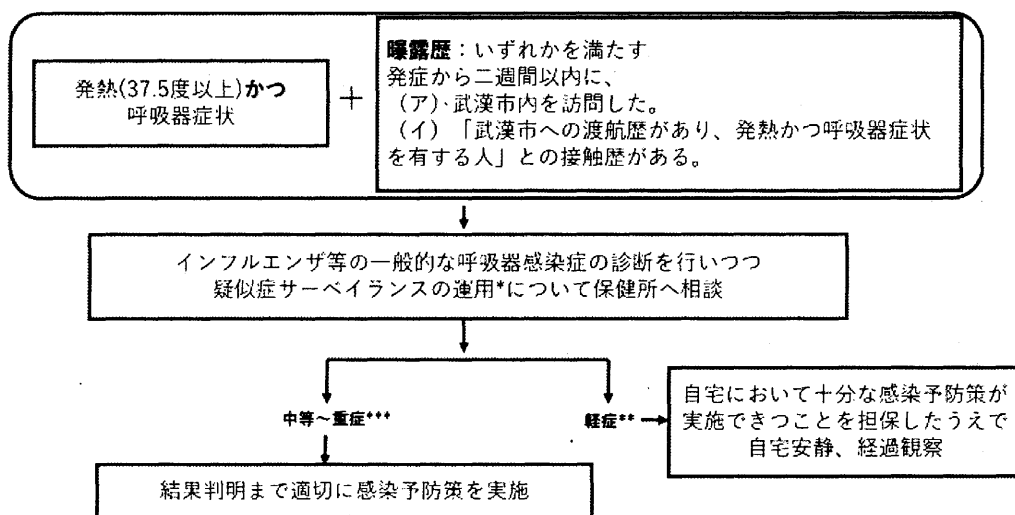 発熱(37.5度以上)かつ
呼吸器症状
+
曝露歴：いずれかを満たす
発症から二週間以内に、
（ア）武漢市内を訪問した。
（イ）「武漢市への渡航歴があり、発熱かつ呼吸器症状
を有する人」との接触歴がある。
インフルエンザ等の一般的な呼吸器感染症の診断を行いつつ
疑似症サーベイランスの運用*について保健所へ相談
中等～重症***
軽症**
自宅において十分な感染予防策が
実施できつことを担保したうえで
自宅安静、経過観察
結果判明まで適切に感染予防策を実施